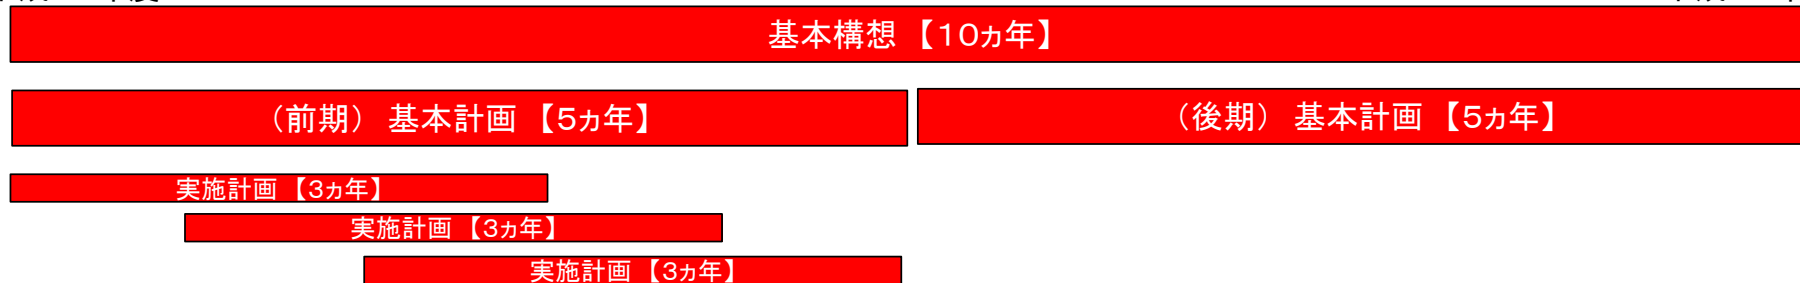 基本構想 【10ヵ年】
（前期） 基本計画 【5ヵ年】
（後期） 基本計画 【5ヵ年】
実施計画 【3ヵ年】
実施計画 【3ヵ年】
実施計画 【3ヵ年】